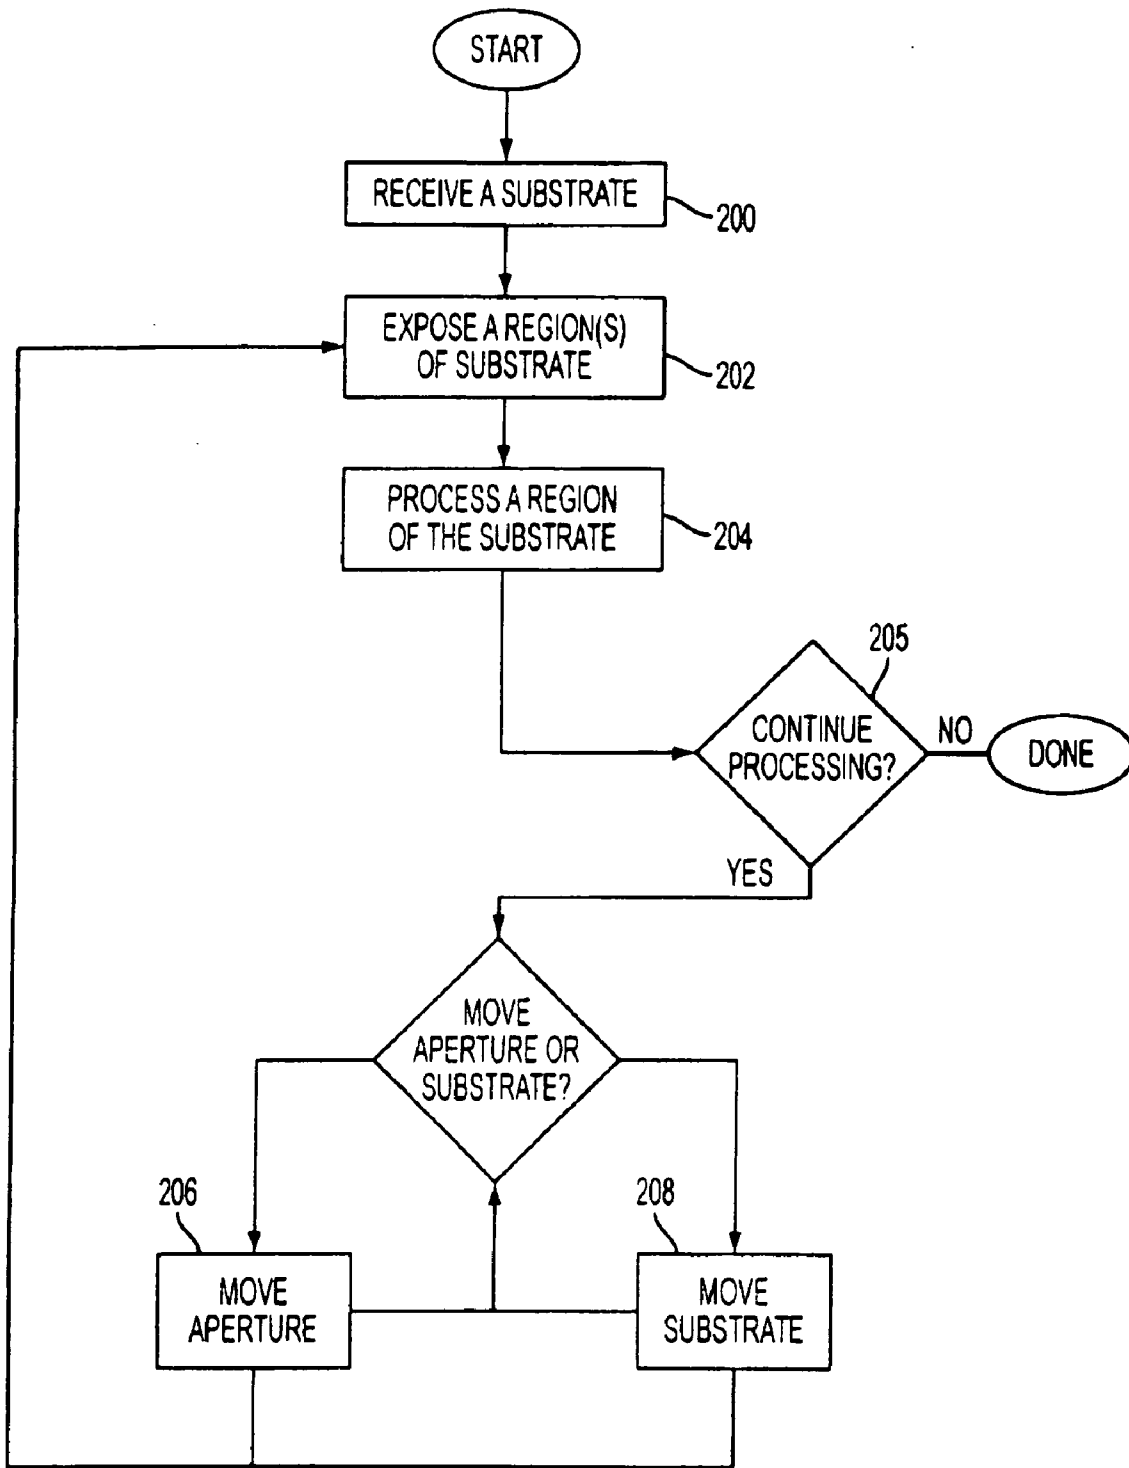 START
RECEIVE A SUBSTRATE
200
EXPOSE A REGION(S)
OF SUBSTRATE
202
PROCESS A REGION
OF THE SUBSTRATE
204
205
CONTINUE
PROCESSING?
NO
DONE
YES
MOVE
APERTURE OR
SUBSTRATE?
206
208
MOVE
APERTURE
MOVE
SUBSTRATE